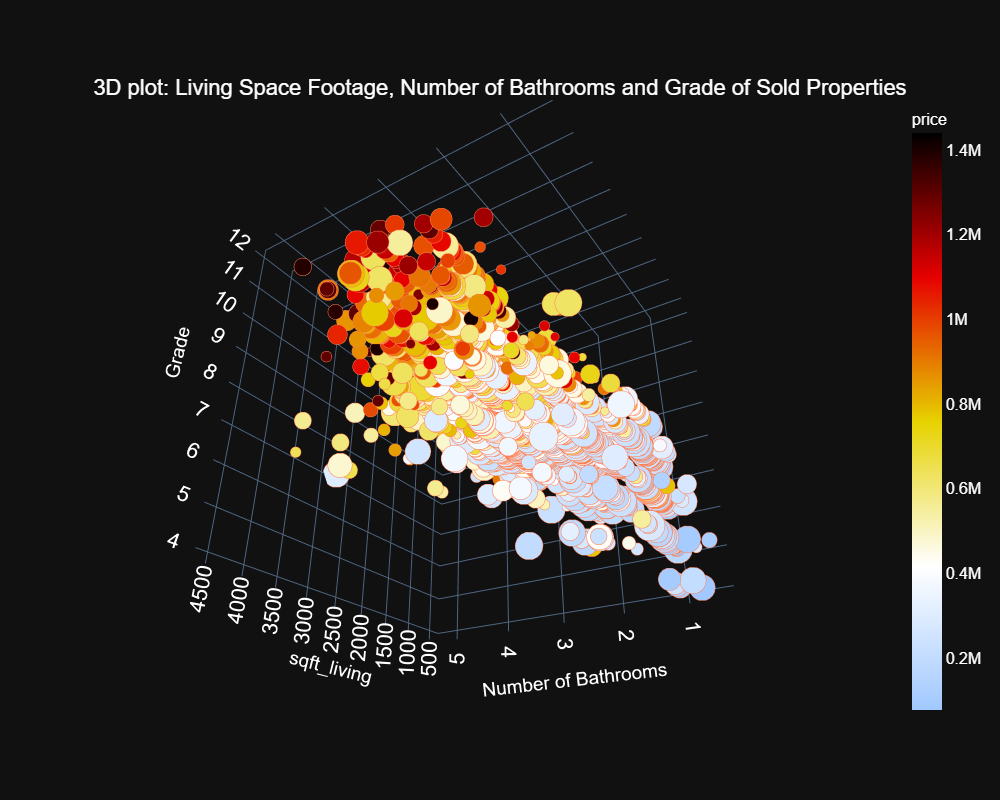 3D plot: Living Space Footage, Number of Bathrooms and Grade of Sold Properties
price
1.4M
1.2M
1M
0.8M
0.6M
0.4M
0.2M
12
11
10
9
8
7
6
5
4
Grade
4500
4000
3500
3000
2500
2000
1500
1000
500
sqft_living
5
4
3
2
1
Number of Bathrooms